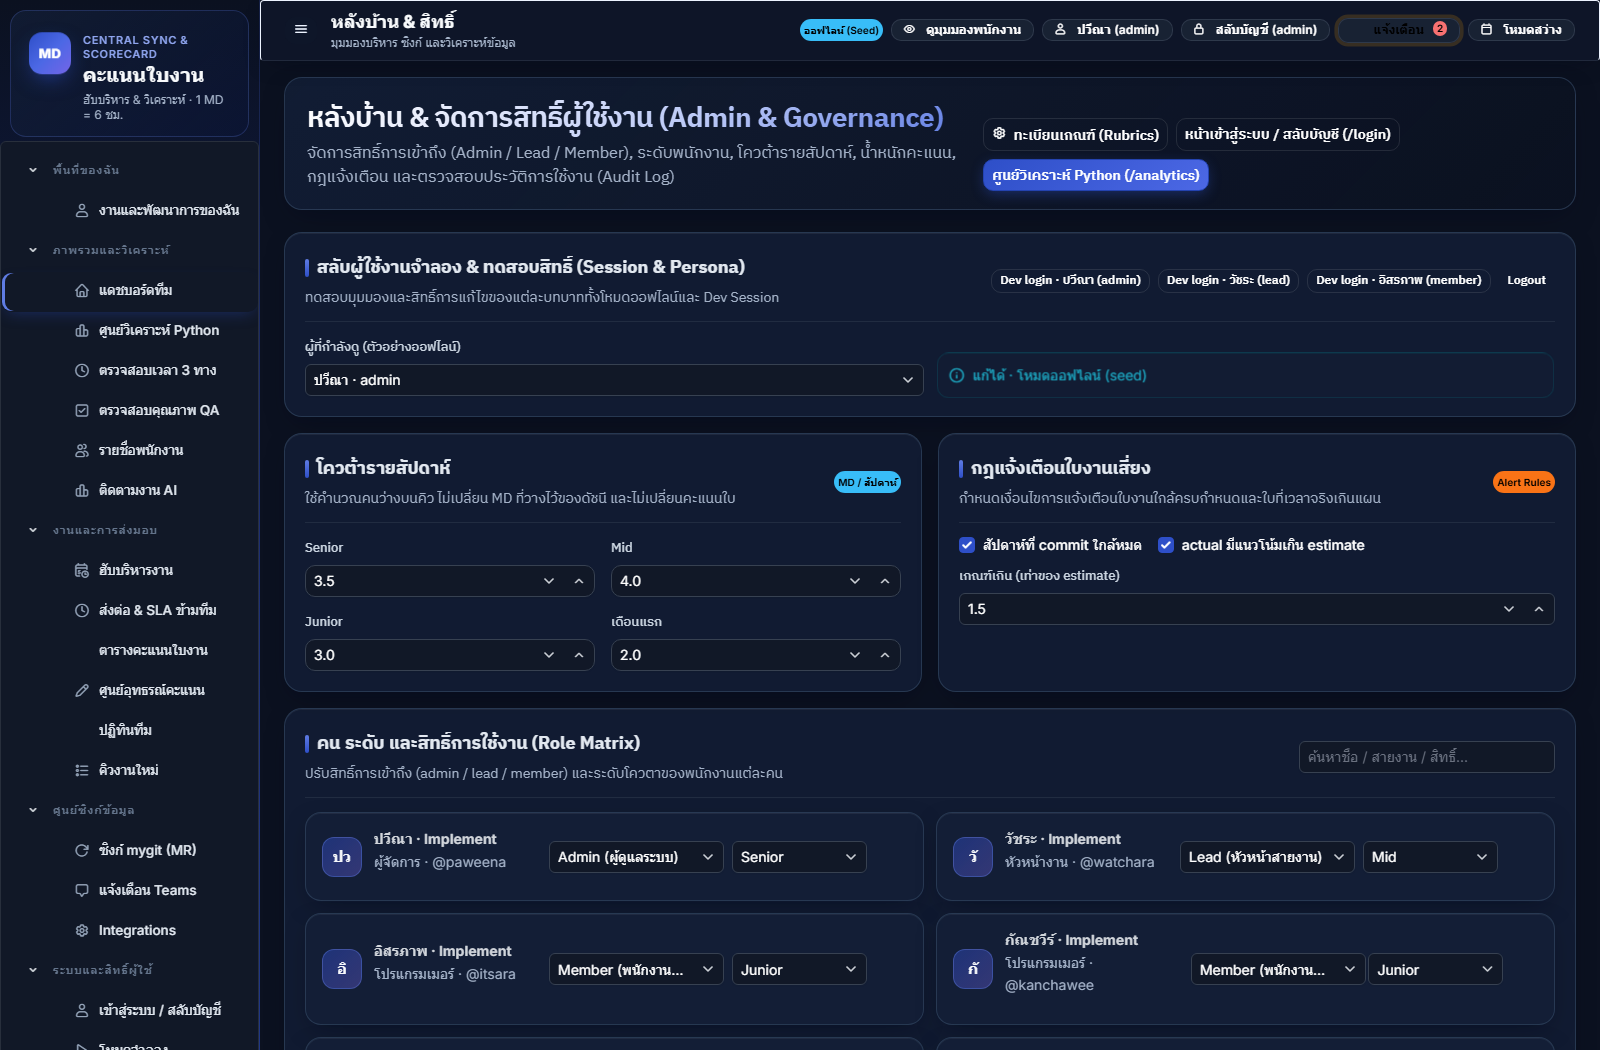 MD
CENTRAL SYNC &
SCORECARD
คะแนนใบงาน
ฮับบริหาร & วิเคราะห์ · 1 MD
= 6 ชม.
พื้นที่ของฉัน
งานและพัฒนาการของฉัน
ภาพรวมและวิเคราะห์
แดชบอร์ดทีม
ศูนย์วิเคราะห์ Python
ตรวจสอบเวลา 3 ทาง
ตรวจสอบคุณภาพ QA
รายชื่อพนักงาน
ติดตามงาน AI
งานและการส่งมอบ
ฮับบริหารงาน
ส่งต่อ & SLA ข้ามทีม
ตารางคะแนนใบงาน
ศูนย์อุทธรณ์คะแนน
ปฏิทินทีม
คิวงานใหม่
ศูนย์ซิงก์ข้อมูล
ซิงก์ mygit (MR)
แจ้งเตือน Teams
Integrations
ระบบและสิทธิ์ผู้ใช้
เข้าสู่ระบบ / สลับบัญชี
โหมดจำลอง
หลังบ้าน & สิทธิ์
มุมมองบริหาร ซิงก์ และวิเคราะห์ข้อมูล
ออฟไลน์ (Seed)
ดูมุมมองพนักงาน
ปวีณา (admin)
สลับบัญชี (admin)
แจ้งเตือน 2
โหมดสว่าง
หลังบ้าน & จัดการสิทธิ์ผู้ใช้งาน (Admin & Governance)
จัดการสิทธิ์การเข้าถึง (Admin / Lead / Member), ระดับพนักงาน, โควต้ารายสัปดาห์, น้ำหนักคะแนน,
กฎแจ้งเตือน และตรวจสอบประวัติการใช้งาน (Audit Log)
ทะเบียนเกณฑ์ (Rubrics)
หน้าเข้าสู่ระบบ / สลับบัญชี (/login)
ศูนย์วิเคราะห์ Python (/analytics)
สลับผู้ใช้งานจำลอง & ทดสอบสิทธิ์ (Session & Persona)
ทดสอบมุมมองและสิทธิ์การแก้ไขของแต่ละบทบาททั้งโหมดออฟไลน์และ Dev Session
Dev login · ปวีณา (admin)
Dev login · วัชระ (lead)
Dev login · อิสรภาพ (member)
Logout
ผู้ที่กำลังดู (ตัวอย่างออฟไลน์)
ปวีณา · admin
แก้ได้ · โหมดออฟไลน์ (seed)
โควต้ารายสัปดาห์
ใช้คำนวณคนว่างบนคิว ไม่เปลี่ยน MD ที่วางไว้ของดัชนี และไม่เปลี่ยนคะแนนใบ
MD / สัปดาห์
Senior
3.5
Mid
4.0
Junior
3.0
เดือนแรก
2.0
กฎแจ้งเตือนใบงานเสี่ยง
กำหนดเงื่อนไขการแจ้งเตือนใบงานใกล้ครบกำหนดและใบที่เวลาจริงเกินแผน
Alert Rules
สัปดาห์ที่ commit ใกล้หมด
actual มีแนวโน้มเกิน estimate
เกณฑ์เกิน (เท่าของ estimate)
1.5
คน ระดับ และสิทธิ์การใช้งาน (Role Matrix)
ปรับสิทธิ์การเข้าถึง (admin / lead / member) และระดับโควตาของพนักงานแต่ละคน
ค้นหาชื่อ / สายงาน / สิทธิ์...
ปว
ปวีณา · Implement
ผู้จัดการ · @paweena
Admin (ผู้ดูแลระบบ)
Senior
วั
วัชระ · Implement
หัวหน้างาน · @watchara
Lead (หัวหน้าสายงาน)
Mid
อิ
อิสรภาพ · Implement
โปรแกรมเมอร์ · @itsara
Member (พนักงาน...
Junior
กั
กัณชวีร์ · Implement
โปรแกรมเมอร์ ·
@kanchawee
Member (พนักงาน...
Junior